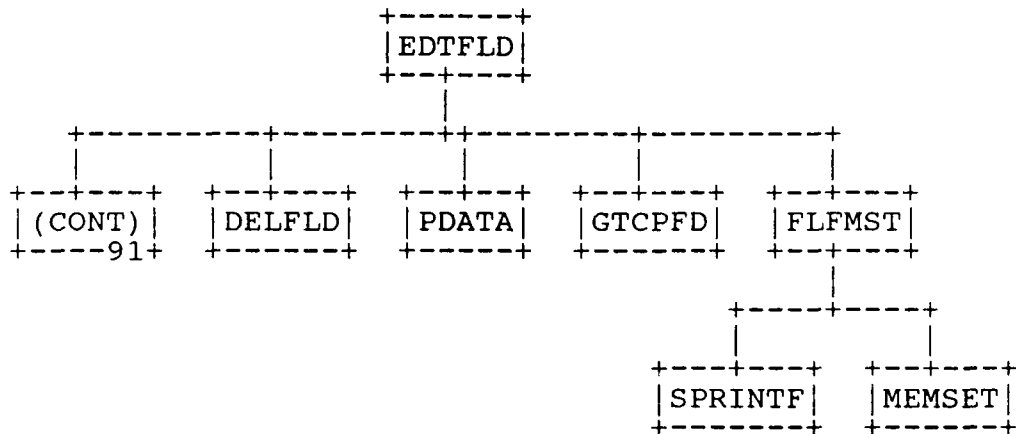 EDTFLD
(CONT) DELFLD PDATA GTCPFD FLFMST
91
SPRINTF MEMSET